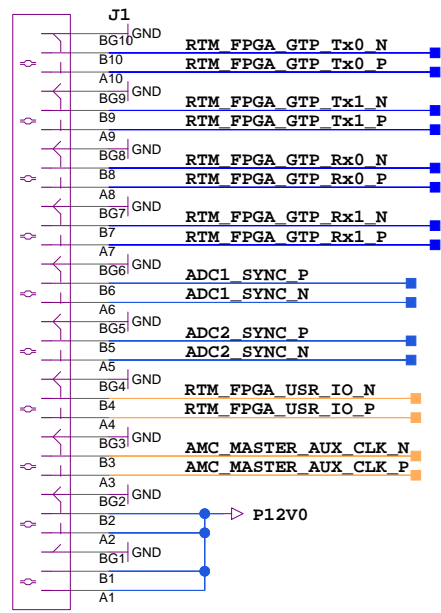 J1
GND
BG10
RTM_FPGA_GTP_Tx0_N
B10
RTM_FPGA_GTP_Tx0_P
A10
GND
BG9
RTM_FPGA_GTP_Tx1_N
B9
RTM_FPGA_GTP_Tx1_P
A9
GND
BG8
RTM_FPGA_GTP_Rx0_N
B8
RTM_FPGA_GTP_Rx0_P
A8
GND
BG7
RTM_FPGA_GTP_Rx1_N
B7
RTM_FPGA_GTP_Rx1_P
A7
GND
BG6
ADC1_SYNC_P
B6
ADC1_SYNC_N
A6
GND
BG5
ADC2_SYNC_P
B5
ADC2_SYNC_N
A5
GND
BG4
RTM_FPGA_USR_IO_N
B4
RTM_FPGA_USR_IO_P
A4
GND
BG3
AMC_MASTER_AUX_CLK_N
B3
AMC_MASTER_AUX_CLK_P
A3
GND
BG2
P12V0
B2
A2
GND
BG1
B1
A1